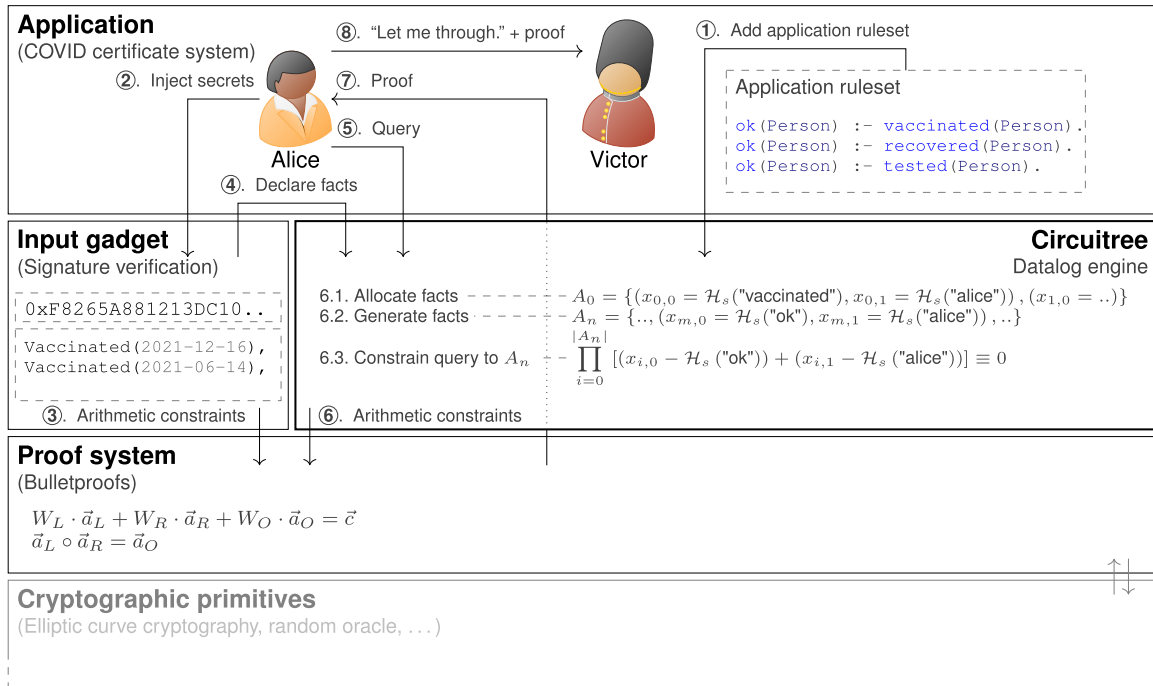 Application
(COVID certificate system)
② Inject secrets
⑧. “Let me through.” + proof
⑦. Proof
⑤. Query
Alice
④. Declare facts
Victor
①. Add application ruleset
Application ruleset
ok(Person) :- vaccinated(Person).
ok(Person) :- recovered(Person).
ok(Person) :- tested(Person).
Input gadget
(Signature verification)
0xF8265A881213DC10..
Vaccinated(2021-12-16),
Vaccinated(2021-06-14),
③. Arithmetic constraints
Circuitree
Datalog engine
6.1. Allocate facts A₀ = {(x₀,₀ = ℋₛ("vaccinated"), x₀,₁ = ℋₛ("alice")) , (x₁,₀ = ..)}
6.2. Generate facts Aₙ = {.., (xₘ,₀ = ℋₛ("ok"), xₘ,₁ = ℋₛ("alice")) , ..}
6.3. Constrain query to Aₙ ∏_{i=0}^{|Aₙ|} [(xᵢ,₀ − ℋₛ ("ok")) + (xᵢ,₁ − ℋₛ ("alice"))] ≡ 0
⑥. Arithmetic constraints
Proof system
(Bulletproofs)
W_L · a⃗_L + W_R · a⃗_R + W_O · a⃗_O = c⃗
a⃗_L ∘ a⃗_R = a⃗_O
Cryptographic primitives
(Elliptic curve cryptography, random oracle, . . . )